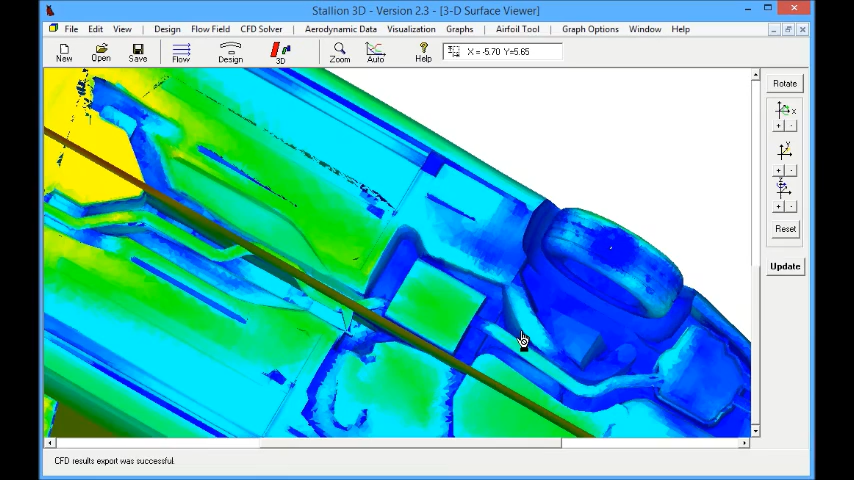 Stallion 3D - Version 2.3 - [3-D Surface Viewer]
File Edit View Design Flow Field CFD Solver Aerodynamic Data Visualization Graphs Airfoil Tool Graph Options Window Help
New Open Save Flow Design 3D Zoom Auto Help X = -5.70 Y=5.65
Rotate
X
+ -
Y
+ -
Z
+ -
Reset
Update
CFD results export was successful.